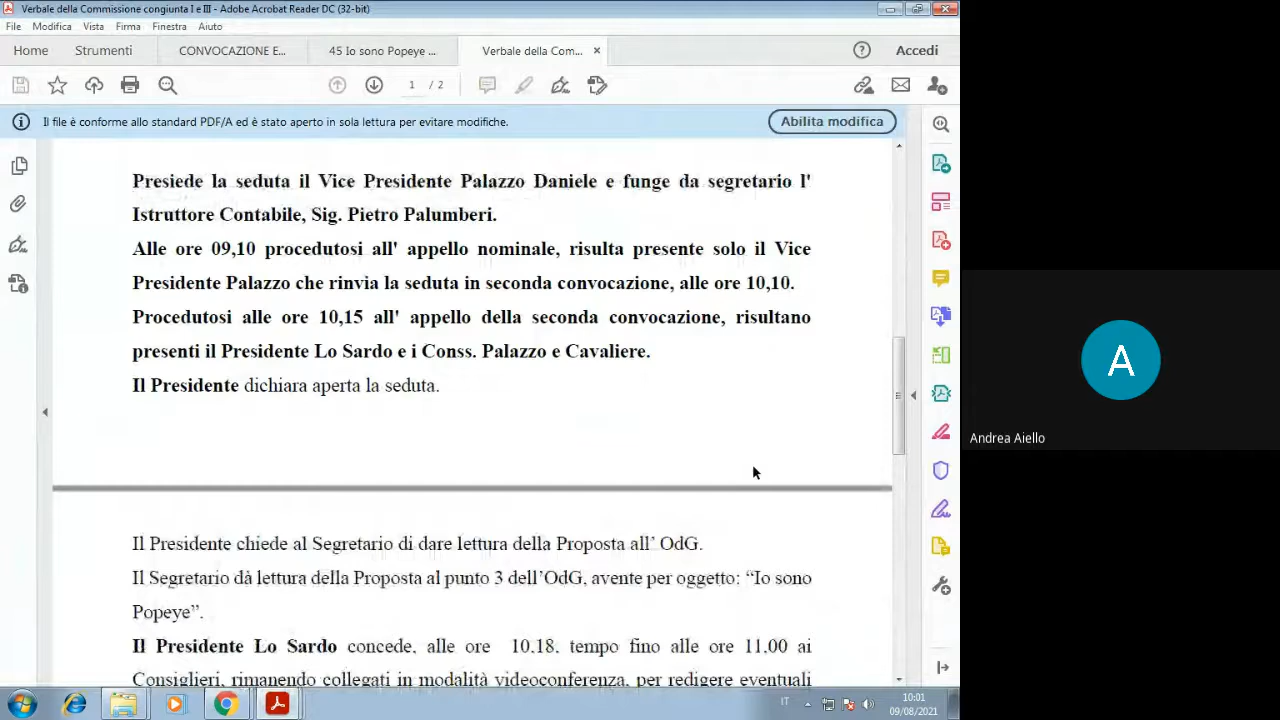 Verbale della Commissione congiunta I e III - Adobe Acrobat Reader DC (32-bit)
File Modifica Vista Firma Finestra Aiuto
Home Strumenti CONVOCAZIONE E... 45 Io sono Popeye ... Verbale della Com... × ? Accedi
1 / 2
Il file è conforme allo standard PDF/A ed è stato aperto in sola lettura per evitare modifiche. Abilita modifica
Presiede la seduta il Vice Presidente Palazzo Daniele e funge da segretario l'
Istruttore Contabile, Sig. Pietro Palumberi.
Alle ore 09,10 procedutosi all' appello nominale, risulta presente solo il Vice
Presidente Palazzo che rinvia la seduta in seconda convocazione, alle ore 10,10.
Procedutosi alle ore 10,15 all' appello della seconda convocazione, risultano
presenti il Presidente Lo Sardo e i Conss. Palazzo e Cavaliere.
Il Presidente dichiara aperta la seduta.
Il Presidente chiede al Segretario di dare lettura della Proposta all' OdG.
Il Segretario dà lettura della Proposta al punto 3 dell'OdG, avente per oggetto: “Io sono
Popeye”.
Il Presidente Lo Sardo concede, alle ore 10,18, tempo fino alle ore 11,00 ai
Consiglieri, rimanendo collegati in modalità videoconferenza, per redigere eventuali
A
Andrea Aiello
IT
10:01
09/08/2021